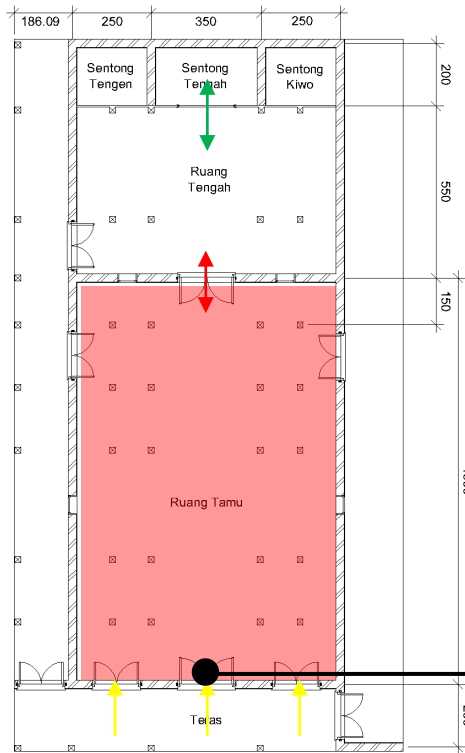 186.09
250
350
250
Sentong
Tengen
Sentong
Tengah
Sentong
Kiwo
200
Ruang
Tengah
550
150
Ruang Tamu
Teras